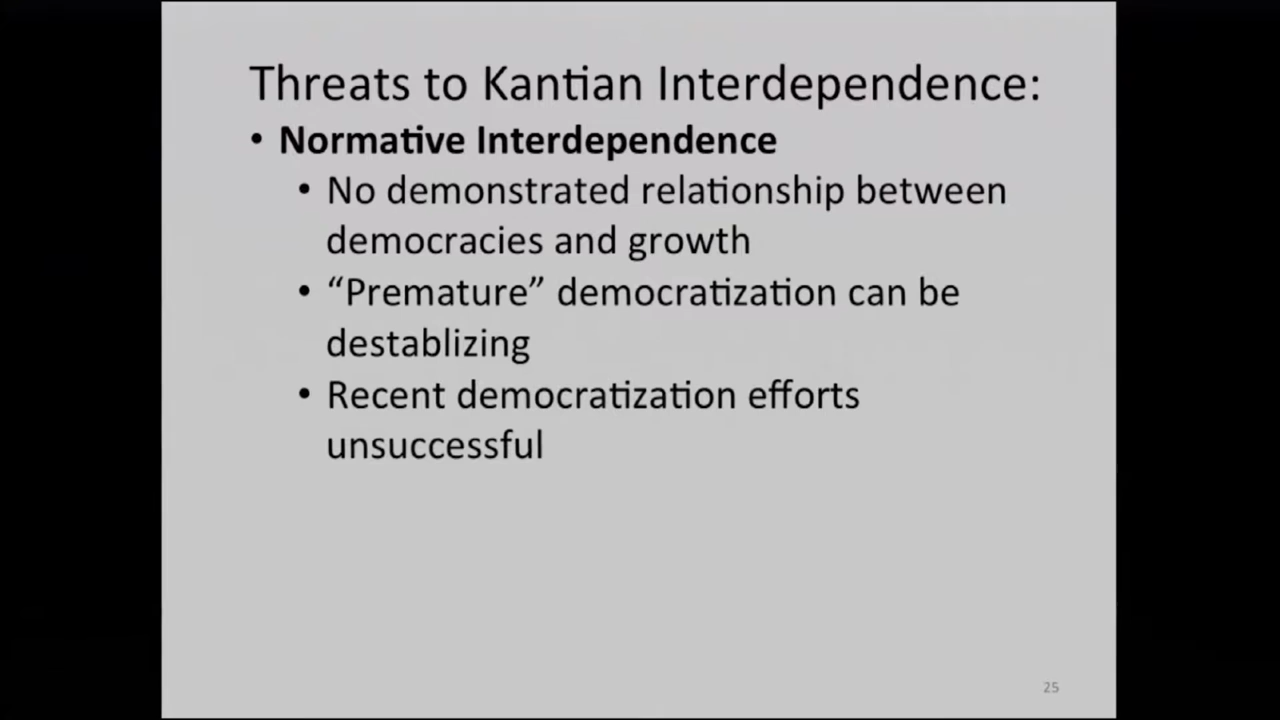 Threats to Kantian Interdependence:
• Normative Interdependence
• No demonstrated relationship between
democracies and growth
• “Premature” democratization can be
destablizing
• Recent democratization efforts
unsuccessful
25